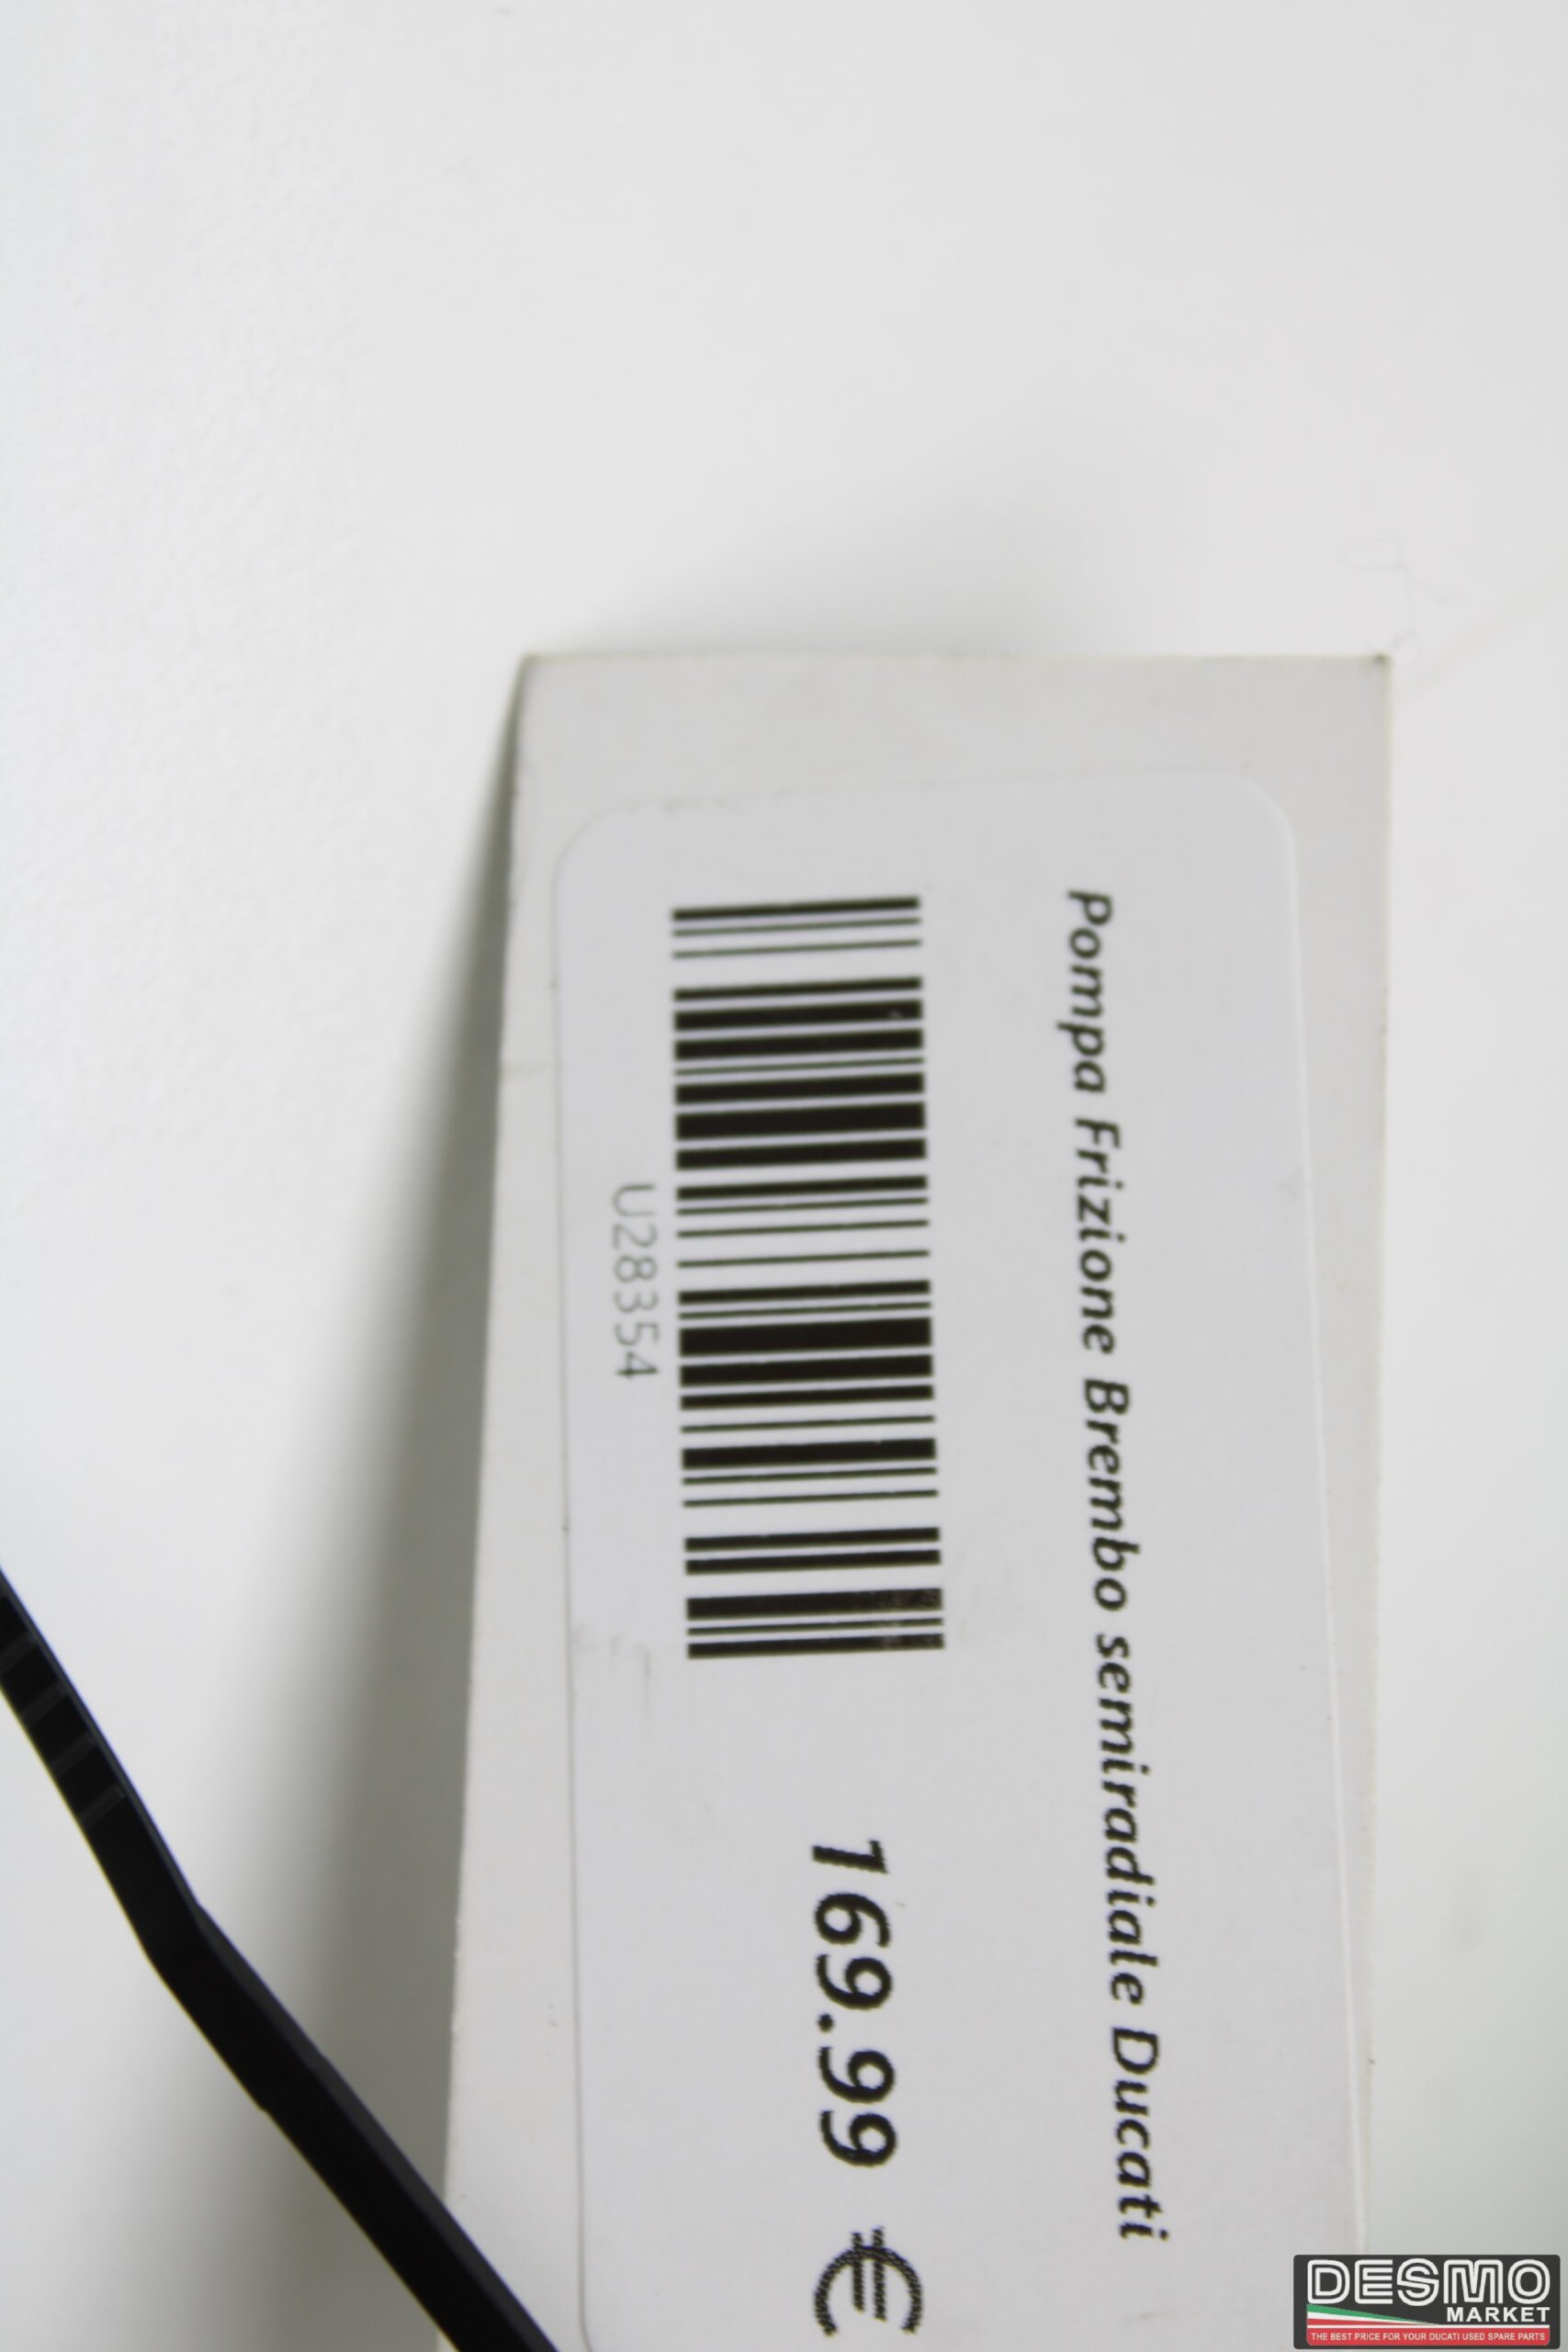 Pompa Frizione Brembo semiradiale Ducati
U28354
169.99 €
DESMO
MARKET
THE BEST PRICE FOR YOUR DUCATI USED SPARE PARTS